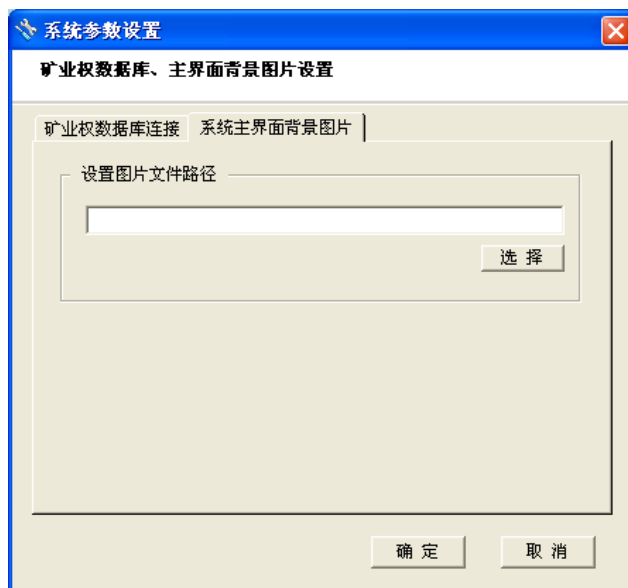 系统参数设置
矿业权数据库、主界面背景图片设置
矿业权数据库连接 系统主界面背景图片
设置图片文件路径
选 择
确 定 取 消